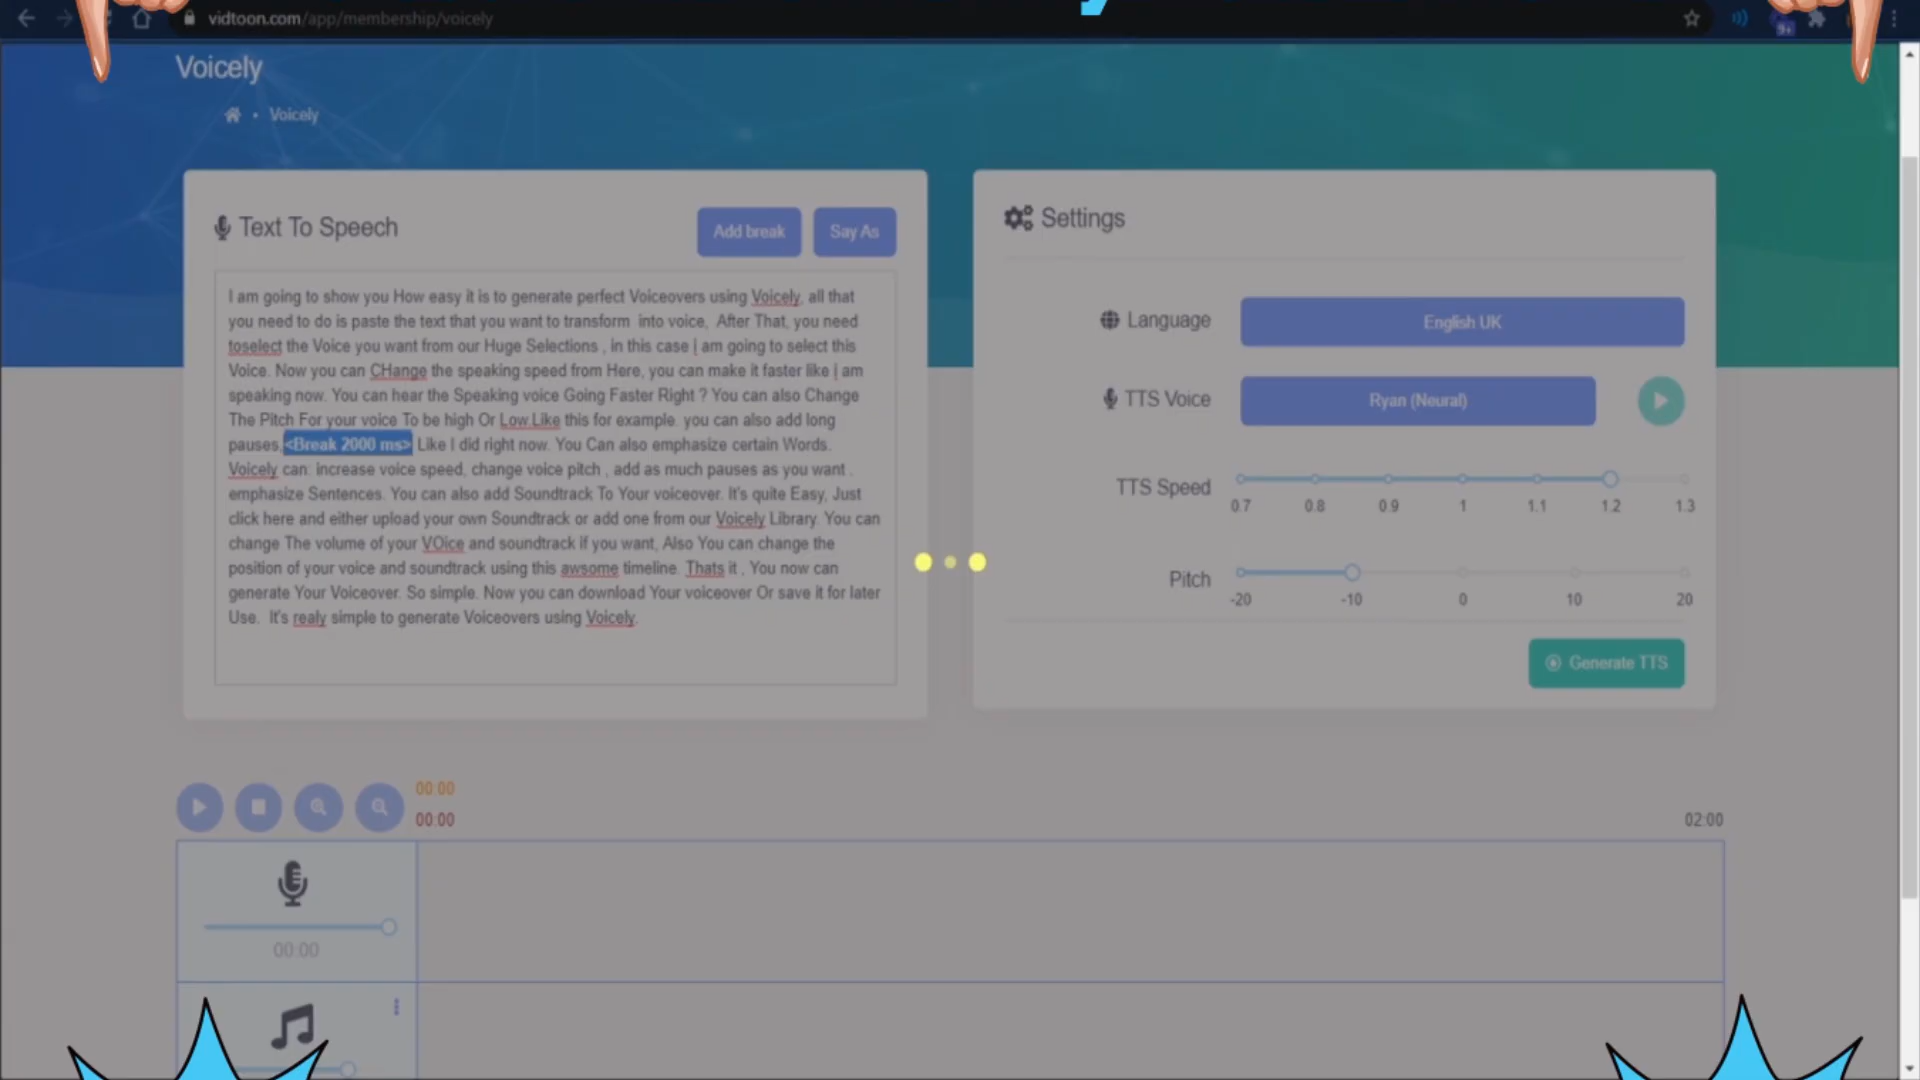 vidtoon.com/app/membership/voicely
9+
Voicely
• Voicely
Text To Speech
Add break
Say As
I am going to show you How easy it is to generate perfect Voiceovers using Voicely, all that
you need to do is paste the text that you want to transform into voice, After That, you need
toselect the Voice you want from our Huge Selections , in this case i am going to select this
Voice. Now you can CHange the speaking speed from Here, you can make it faster like i am
speaking now. You can hear the Speaking voice Going Faster Right ? You can also Change
The Pitch For your voice To be high Or Low.Like this for example. you can also add long
pauses.<Break 2000 ms> Like I did right now. You Can also emphasize certain Words.
Voicely can: increase voice speed, change voice pitch , add as much pauses as you want .
emphasize Sentences. You can also add Soundtrack To Your voiceover. It's quite Easy, Just
click here and either upload your own Soundtrack or add one from our Voicely Library. You can
change The volume of your VOice and soundtrack if you want, Also You can change the
position of your voice and soundtrack using this awsome timeline. Thats it , You now can
generate Your Voiceover. So simple. Now you can download Your voiceover Or save it for later
Use. It's realy simple to generate Voiceovers using Voicely.
Settings
Language
English UK
TTS Voice
Ryan (Neural)
TTS Speed
0.7 0.8 0.9 1 1.1 1.2 1.3
Pitch
-20 -10 0 10 20
Generate TTS
00:00
00:00
02:00
00:00